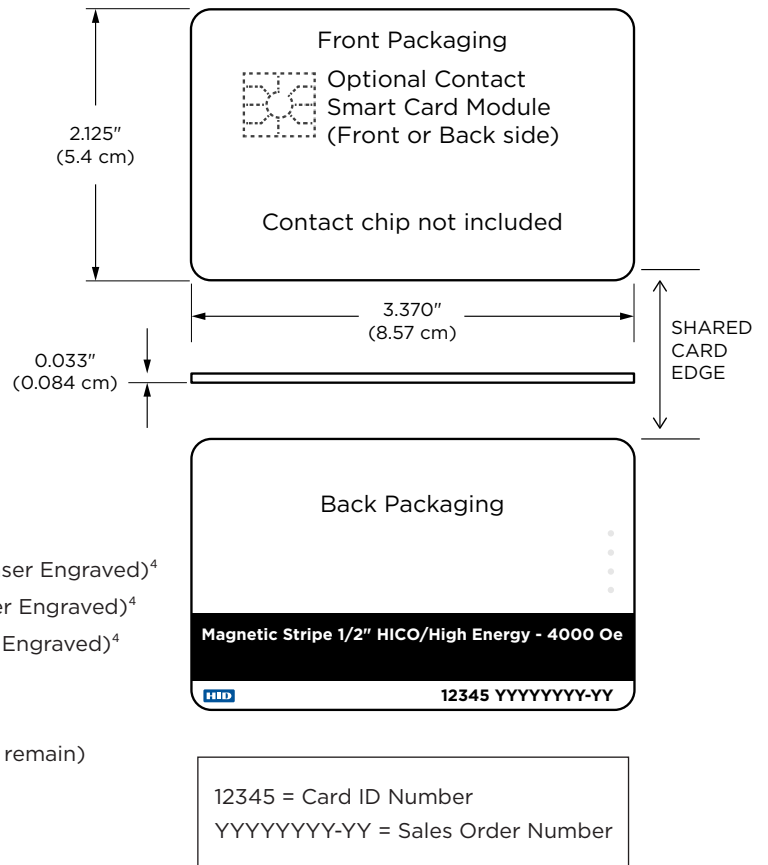 Front Packaging
Optional Contact
Smart Card Module
(Front or Back side)
2.125"
(5.4 cm)
Contact chip not included
3.370"
(8.57 cm)
SHARED
CARD
EDGE
0.033"
(0.084 cm)
Back Packaging
ser Engraved)⁴
er Engraved)⁴
Engraved)⁴
Magnetic Stripe 1/2" HICO/High Energy - 4000 Oe
HID
12345 YYYYYYYY-YY
remain)
12345 = Card ID Number
YYYYYYYY-YY = Sales Order Number